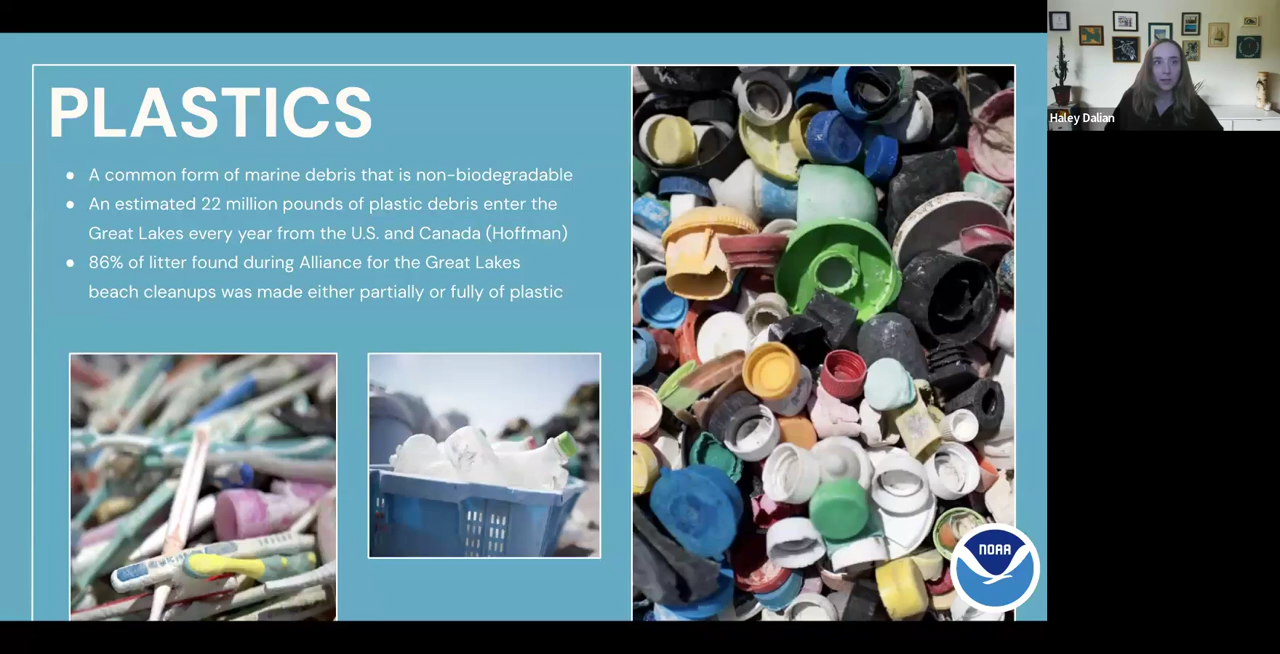 PLASTICS
● A common form of marine debris that is non-biodegradable
● An estimated 22 million pounds of plastic debris enter the
Great Lakes every year from the U.S. and Canada (Hoffman)
● 86% of litter found during Alliance for the Great Lakes
beach cleanups was made either partially or fully of plastic
NOAA
Haley Dalian